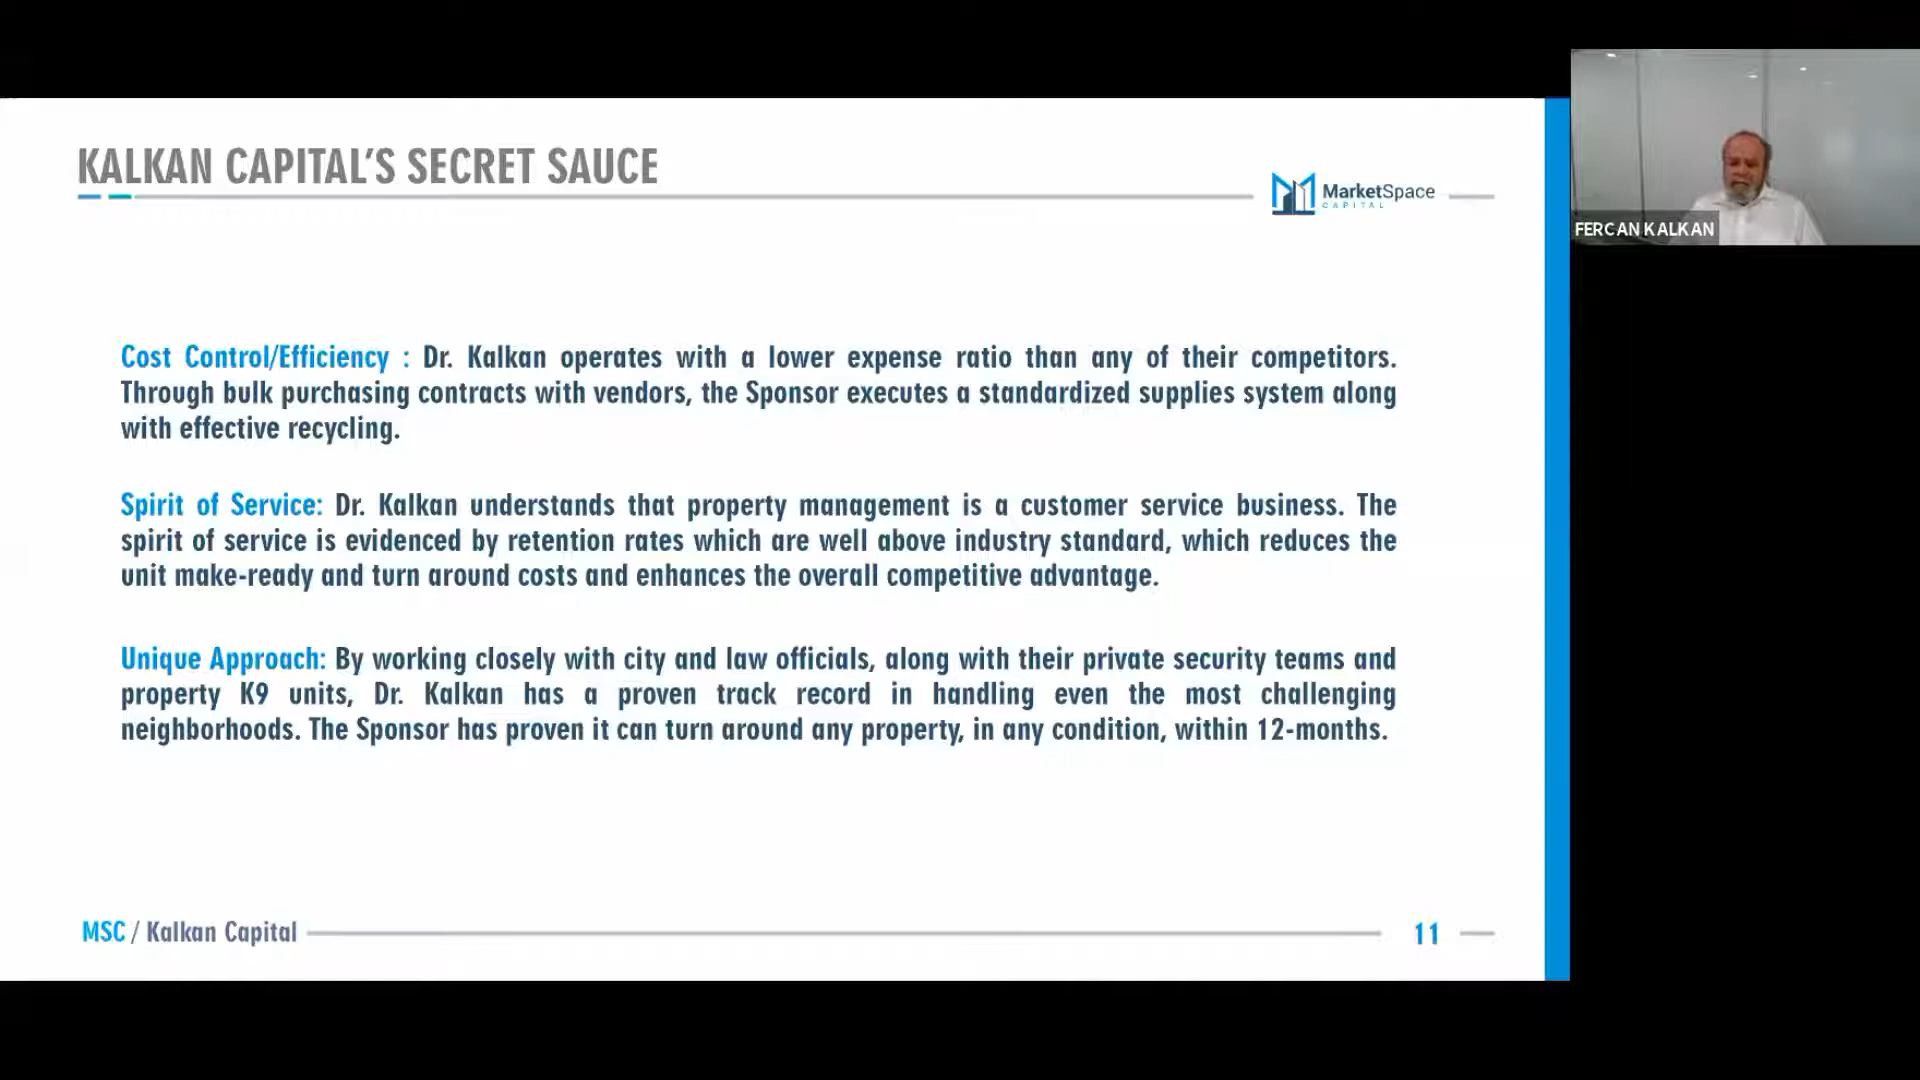 KALKAN CAPITAL'S SECRET SAUCE
MarketSpace
CAPITAL
FERCAN KALKAN
Cost Control/Efficiency : Dr. Kalkan operates with a lower expense ratio than any of their competitors.
Through bulk purchasing contracts with vendors, the Sponsor executes a standardized supplies system along
with effective recycling.
Spirit of Service: Dr. Kalkan understands that property management is a customer service business. The
spirit of service is evidenced by retention rates which are well above industry standard, which reduces the
unit make-ready and turn around costs and enhances the overall competitive advantage.
Unique Approach: By working closely with city and law officials, along with their private security teams and
property K9 units, Dr. Kalkan has a proven track record in handling even the most challenging
neighborhoods. The Sponsor has proven it can turn around any property, in any condition, within 12-months.
MSC / Kalkan Capital
11